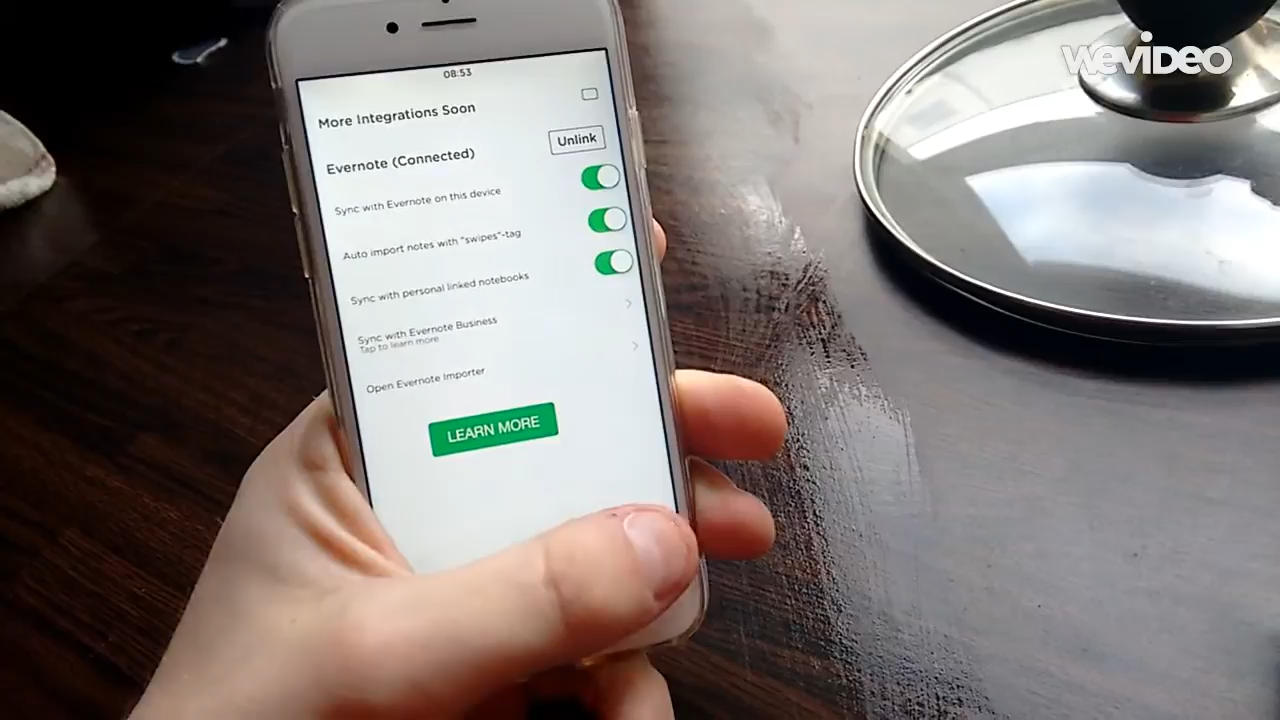 WEVIDEO
08:53
More Integrations Soon
Evernote (Connected)
Unlink
Sync with Evernote on this device
Auto import notes with "swipes"-tag
Sync with personal linked notebooks
Sync with Evernote Business
Tap to learn more
Open Evernote Importer
LEARN MORE